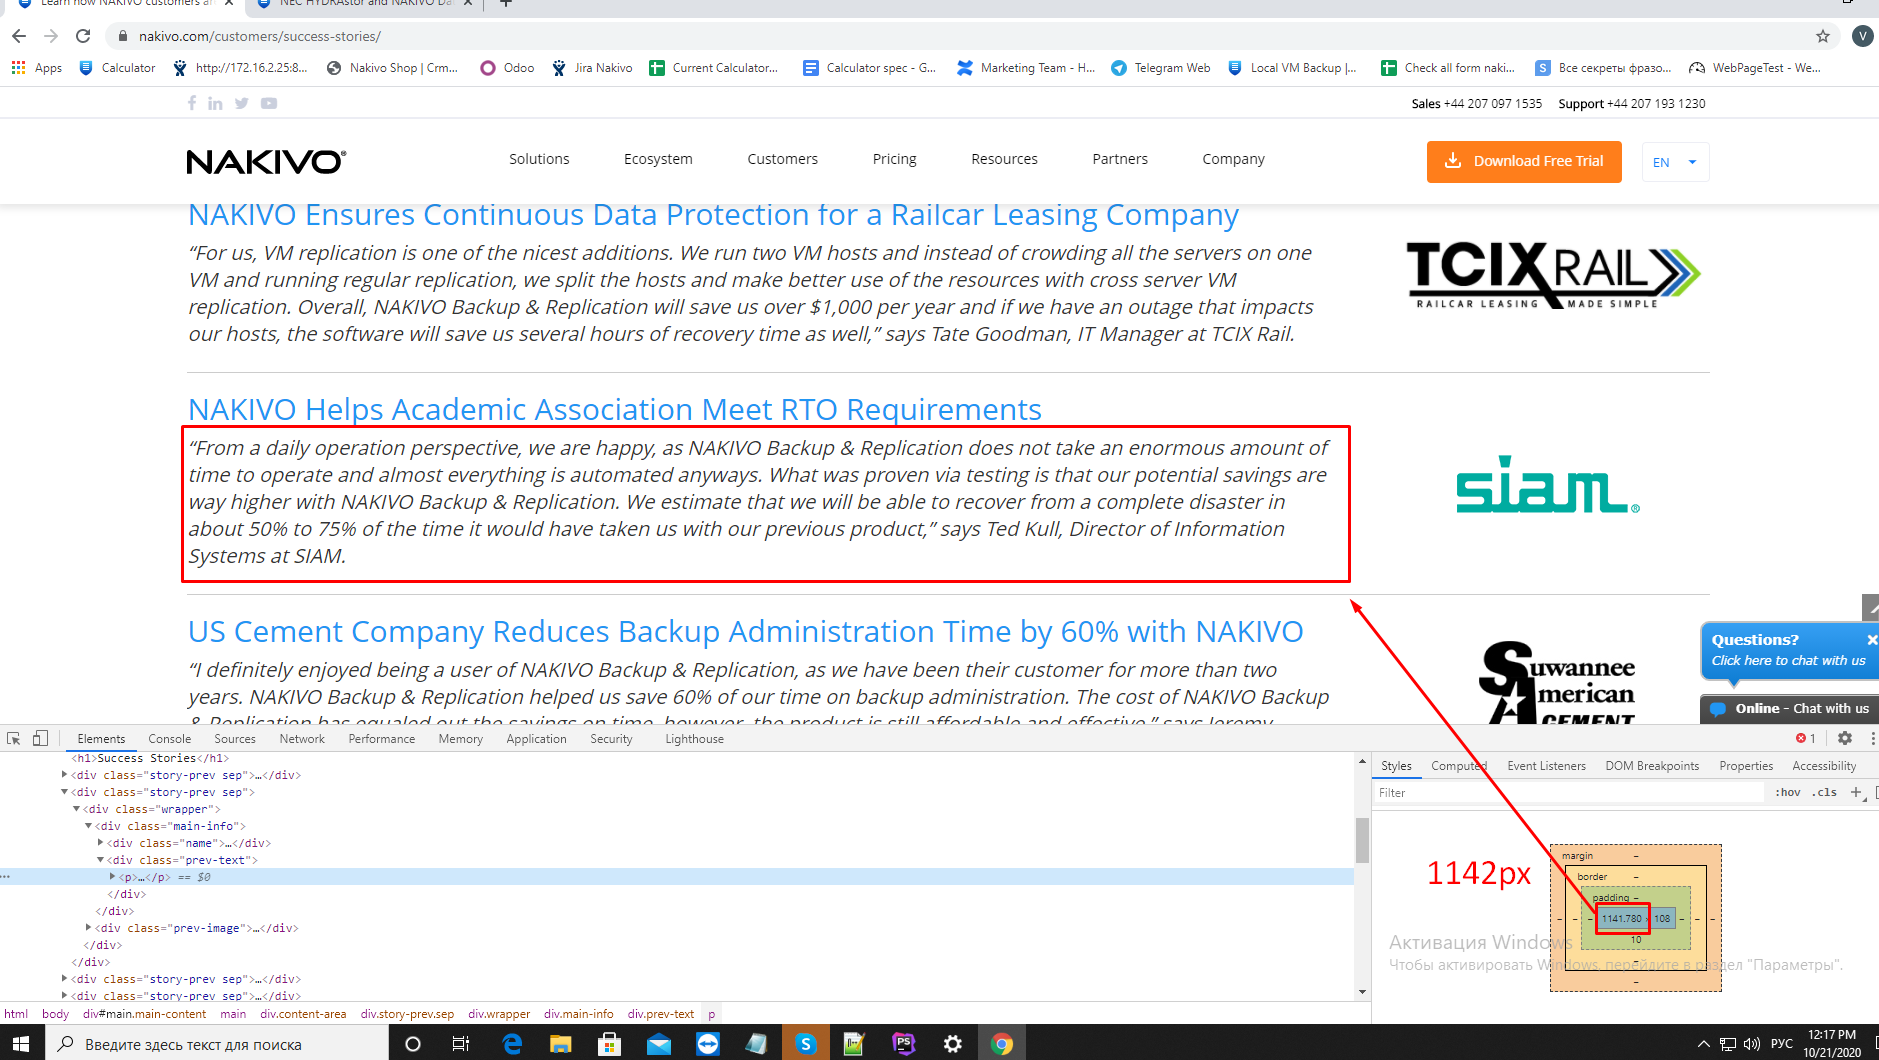 Learn how NAKIVO customers ar
NEC HYDRAstor and NAKIVO Da
nakivo.com/customers/success-stories/
V
Apps
Calculator
http://172.16.2.25:8...
Nakivo Shop | Crm...
Odoo
Jira Nakivo
Current Calculator...
Calculator spec - G...
Marketing Team - H...
Telegram Web
Local VM Backup |...
Check all form naki...
Все секреты фразо...
WebPageTest - We...
Sales +44 207 097 1535 Support +44 207 193 1230
NAKIVO®
Solutions
Ecosystem
Customers
Pricing
Resources
Partners
Company
Download Free Trial
EN
NAKIVO Ensures Continuous Data Protection for a Railcar Leasing Company
“For us, VM replication is one of the nicest additions. We run two VM hosts and instead of crowding all the servers on one
VM and running regular replication, we split the hosts and make better use of the resources with cross server VM
replication. Overall, NAKIVO Backup & Replication will save us over $1,000 per year and if we have an outage that impacts
our hosts, the software will save us several hours of recovery time as well,” says Tate Goodman, IT Manager at TCIX Rail.
TCIXRAIL
RAILCAR LEASING MADE SIMPLE
NAKIVO Helps Academic Association Meet RTO Requirements
“From a daily operation perspective, we are happy, as NAKIVO Backup & Replication does not take an enormous amount of
time to operate and almost everything is automated anyways. What was proven via testing is that our potential savings are
way higher with NAKIVO Backup & Replication. We estimate that we will be able to recover from a complete disaster in
about 50% to 75% of the time it would have taken us with our previous product,” says Ted Kull, Director of Information
Systems at SIAM.
siam®
US Cement Company Reduces Backup Administration Time by 60% with NAKIVO
“I definitely enjoyed being a user of NAKIVO Backup & Replication, as we have been their customer for more than two
years. NAKIVO Backup & Replication helped us save 60% of our time on backup administration. The cost of NAKIVO Backup
& Replication has equaled out the savings on time, however, the product is still affordable and effective,” says Jeremy
Suwannee
American
CEMENT
Questions?
Click here to chat with us
Online - Chat with us
Elements
Console
Sources
Network
Performance
Memory
Application
Security
Lighthouse
1
<h1>Success Stories</h1>
<div class="story-prev sep">…</div>
<div class="story-prev sep">
<div class="wrapper">
<div class="main-info">
<div class="name">…</div>
<div class="prev-text">
<p>…</p> == $0
</div>
</div>
<div class="prev-image">…</div>
</div>
</div>
<div class="story-prev sep">…</div>
<div class="story-prev sep">…</div>
html body div#main.main-content main div.content-area div.story-prev.sep div.wrapper div.main-info div.prev-text p
Styles
Computed
Event Listeners
DOM Breakpoints
Properties
Accessibility
Filter
:hov .cls +
1142px
margin –
border –
padding –
– – – 1141.780 × 108 – – –
10
–
–
Активация Windows
Чтобы активировать Windows, перейдите в раздел "Параметры".
Введите здесь текст для поиска
РУС
12:17 PM
10/21/2020